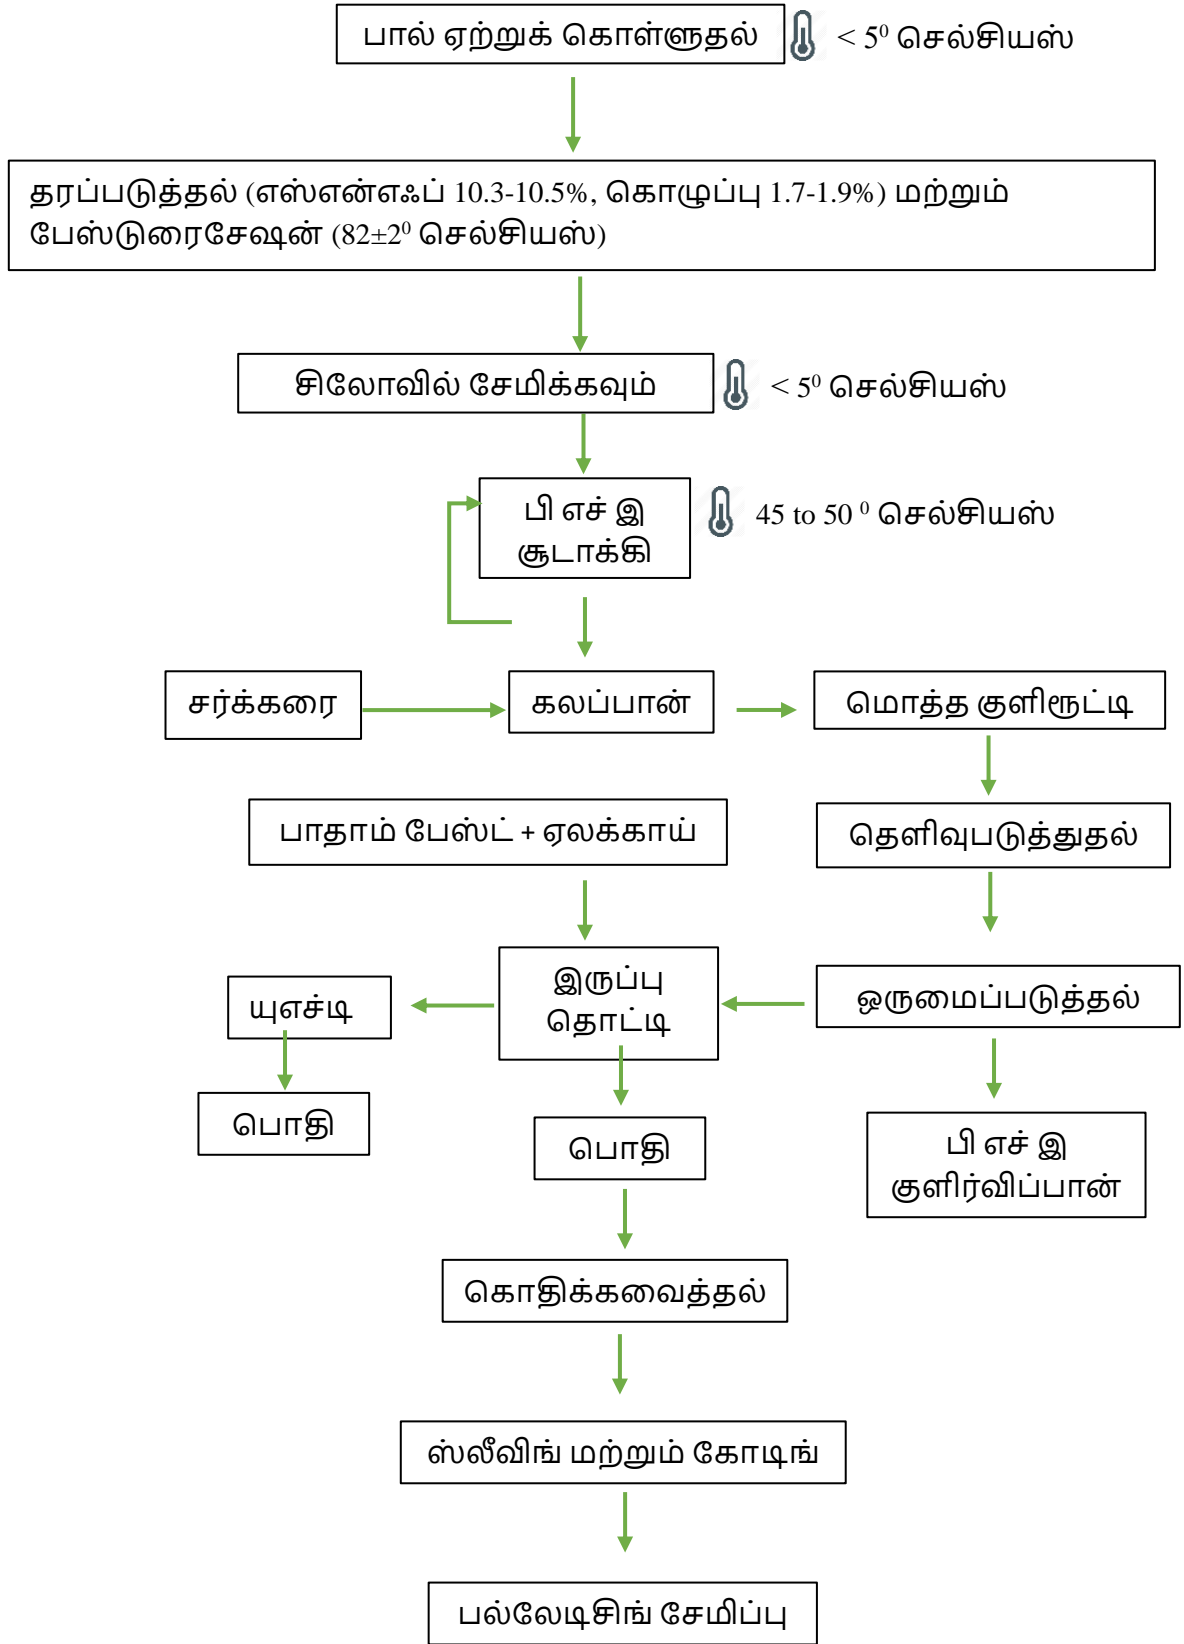 பால் ஏற்றுக் கொள்ளுதல் < 5⁰ செல்சியஸ்
தரப்படுத்தல் (எஸ்என்எஃப் 10.3-10.5%, கொழுப்பு 1.7-1.9%) மற்றும்
பேஸ்டுரைசேஷன் (82±2⁰ செல்சியஸ்)
சிலோவில் சேமிக்கவும் < 5⁰ செல்சியஸ்
பி எச் இ
சூடாக்கி
45 to 50 ⁰ செல்சியஸ்
சர்க்கரை
கலப்பான்
மொத்த குளிரூட்டி
பாதாம் பேஸ்ட் + ஏலக்காய்
தெளிவுபடுத்துதல்
யுஎச்டி
இருப்பு
தொட்டி
ஒருமைப்படுத்தல்
பொதி
பொதி
பி எச் இ
குளிர்விப்பான்
கொதிக்கவைத்தல்
ஸ்லீவிங் மற்றும் கோடிங்
பல்லேடிசிங் சேமிப்பு